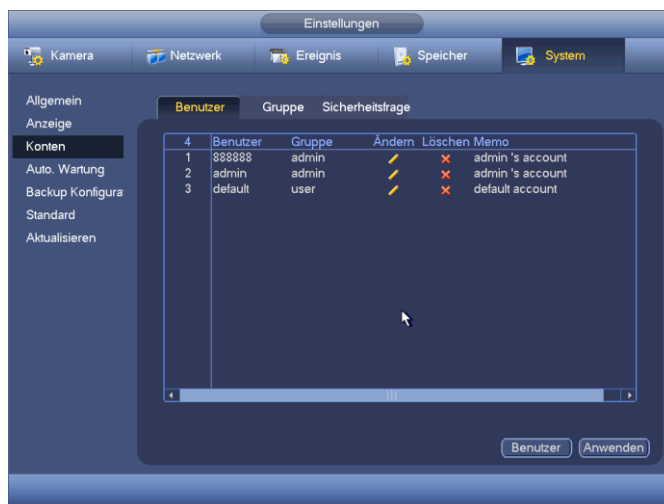 Einstellungen
Kamera Netzwerk Ereignis Speicher System
Allgemein
Anzeige
Konten
Auto. Wartung
Backup Konfigura
Standard
Aktualisieren
Benutzer Gruppe Sicherheitsfrage
4 Benutzer Gruppe Ändern Löschen Memo
1 888888 admin admin 's account
2 admin admin admin 's account
3 default user default account
Benutzer Anwenden